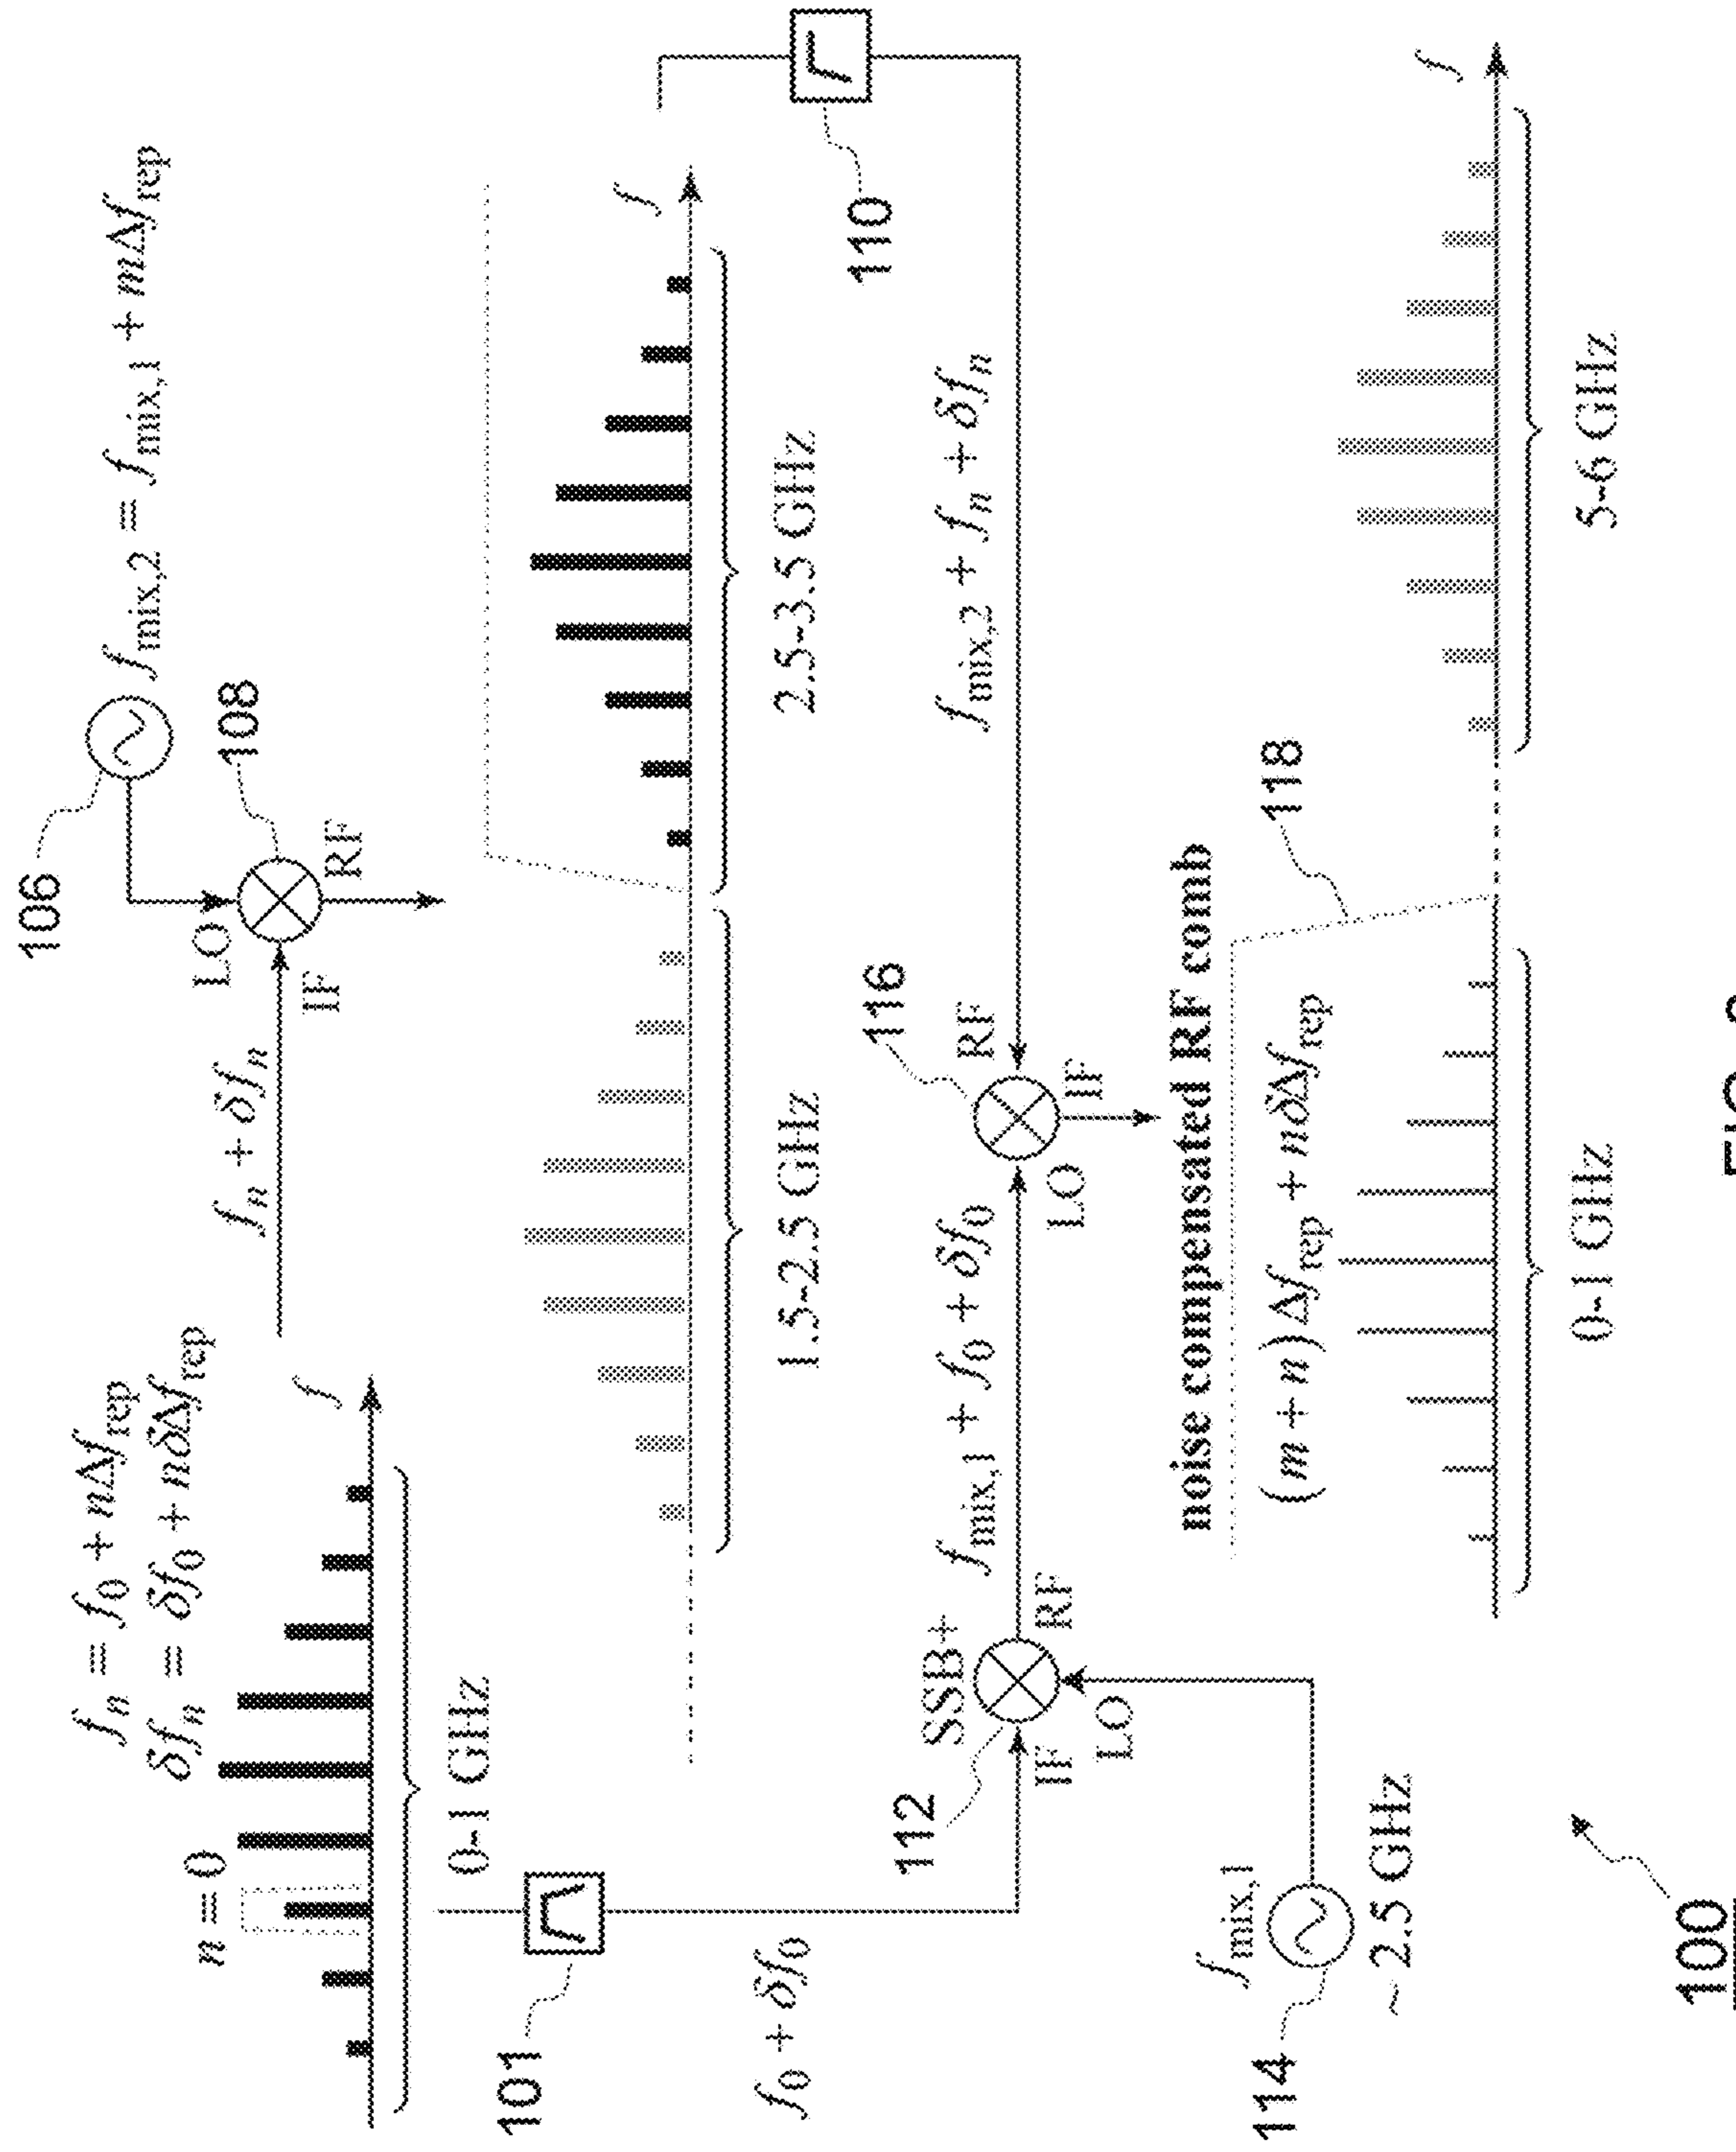 106
f_mix,2 = f_mix,1 + mΔf_rep
LO
108
IF
RF
f_n = f_0 + nΔf_rep
δf_n = δf_0 + nδΔf_rep
n = 0
f
f_n + δf_n
0-1 GHz
f
1.5-2.5 GHz
2.5-3.5 GHz
101
110
f_0 + δf_0
112
SSB+
IF
RF
LO
f_mix,1 + f_0 + δf_0
116
LO
RF
IF
f_mix,2 + f_n + δf_n
f_mix,1
114
~ 2.5 GHz
noise compensated RF comb
118
(m + n)Δf_rep + nδΔf_rep
f
0-1 GHz
5-6 GHz
100